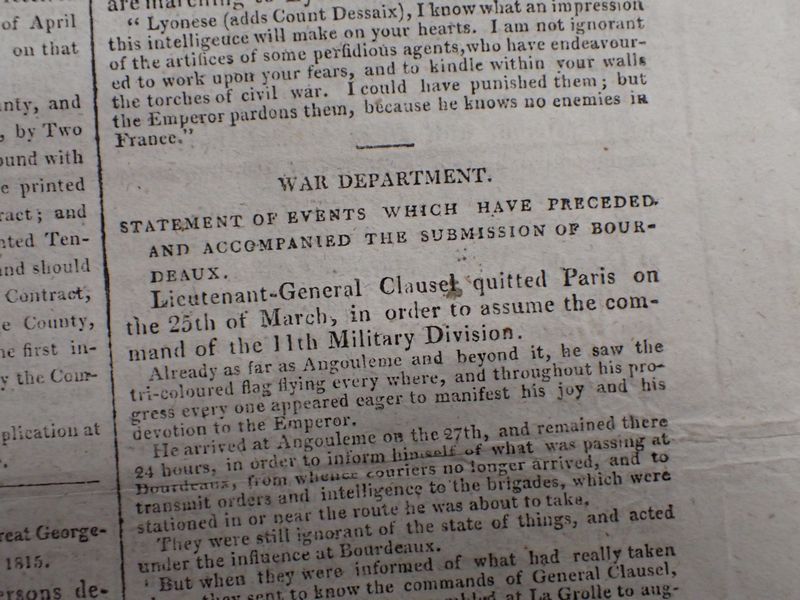 of April
on that
nty, and
, by Two
ound with
e printed
ract; and
nted Ten-
and should
Contract,
e County,
he first in-
y the Cour-
plication at
reat George-
1815.
ersons de-
are marching to
" Lyonese (adds Count Dessaix), I know what an impression
this intelligence will make on your hearts. I am not ignorant
of the artifices of some perfidious agents, who have endeavour-
ed to work upon your fears, and to kindle within your walls
the torches of civil war. I could have punished them; but
the Emperor pardons them, because he knows no enemies in
France."
WAR DEPARTMENT.
STATEMENT OF EVENTS WHICH HAVE PRECEDED
AND ACCOMPANIED THE SUBMISSION OF BOUR-
DEAUX.
Lieutenant-General Clausel quitted Paris on
the 25th of March, in order to assume the com-
mand of the 11th Military Division.
Already as far as Angouleme and beyond it, he saw the
tri-coloured flag flying every where, and throughout his pro-
gress every one appeared eager to manifest his joy and his
devotion to the Emperor.
He arrived at Angouleme on the 27th, and remained there
24 hours, in order to inform himself of what was passing at
Bourdeaux, from whence couriers no longer arrived, and to
transmit orders and intelligence to the brigades, which were
stationed in or near the route he was about to take.
They were still ignorant of the state of things, and acted
under the influence at Bourdeaux.
But when they were informed of what had really taken
they sent to know the commands of General Clausel,
at La Grolle to aug-